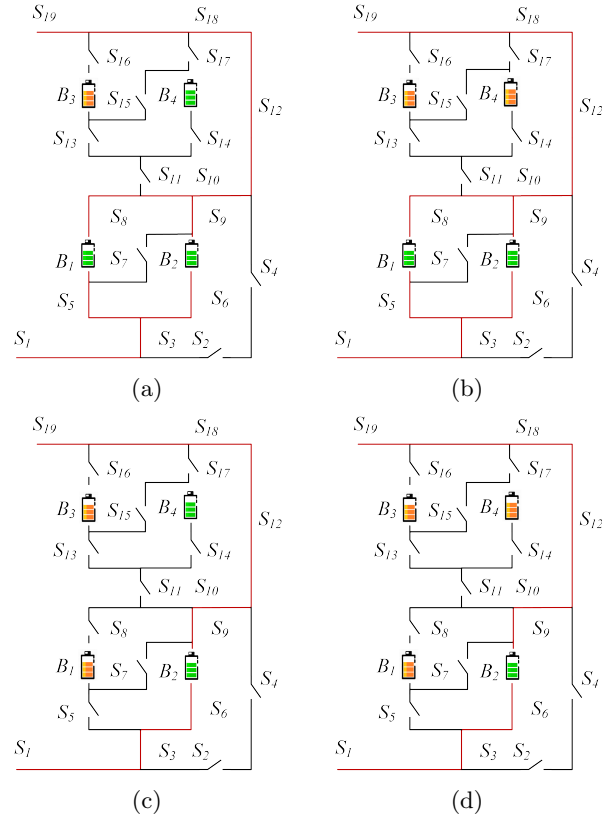 S19 S18 S19 S18
S16 S17 S16 S17
B3 S15 B4 S12 B3 S15 B4 S12
S13 S14 S13 S14
S11 S10 S11 S10
S8 S9 S8 S9
B1 S7 B2 S4 B1 S7 B2 S4
S5 S6 S5 S6
S1 S3 S2 S1 S3 S2
(a) (b)
S19 S18 S19 S18
S16 S17 S16 S17
B3 S15 B4 S12 B3 S15 B4 S12
S13 S14 S13 S14
S11 S10 S11 S10
S8 S9 S8 S9
B1 S7 B2 S4 B1 S7 B2 S4
S5 S6 S5 S6
S1 S3 S2 S1 S3 S2
(c) (d)